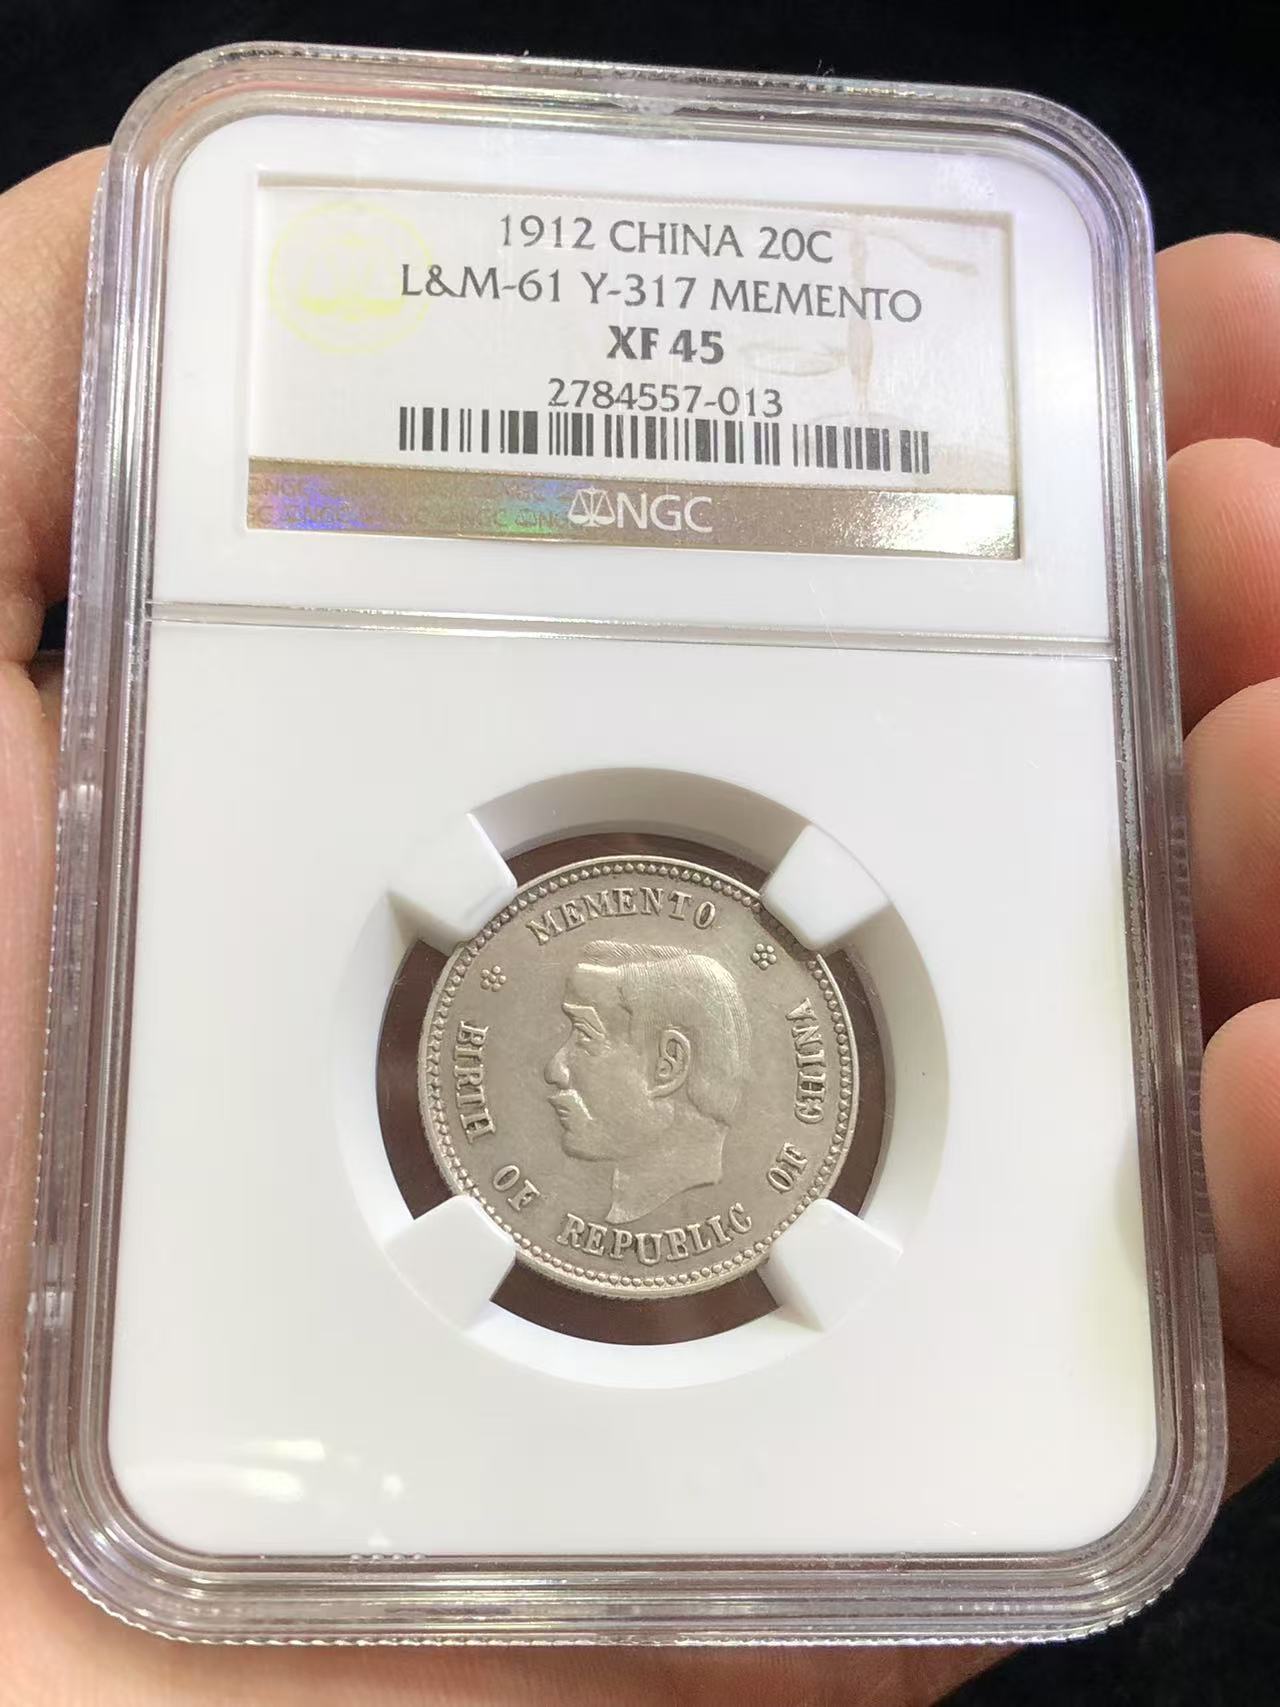 1912 CHINA 20C
L&M-61 Y-317 MEMENTO
XF 45
2784557-013
NGC
MEMENTO
BIRTH OF REPUBLIC OF CHINA